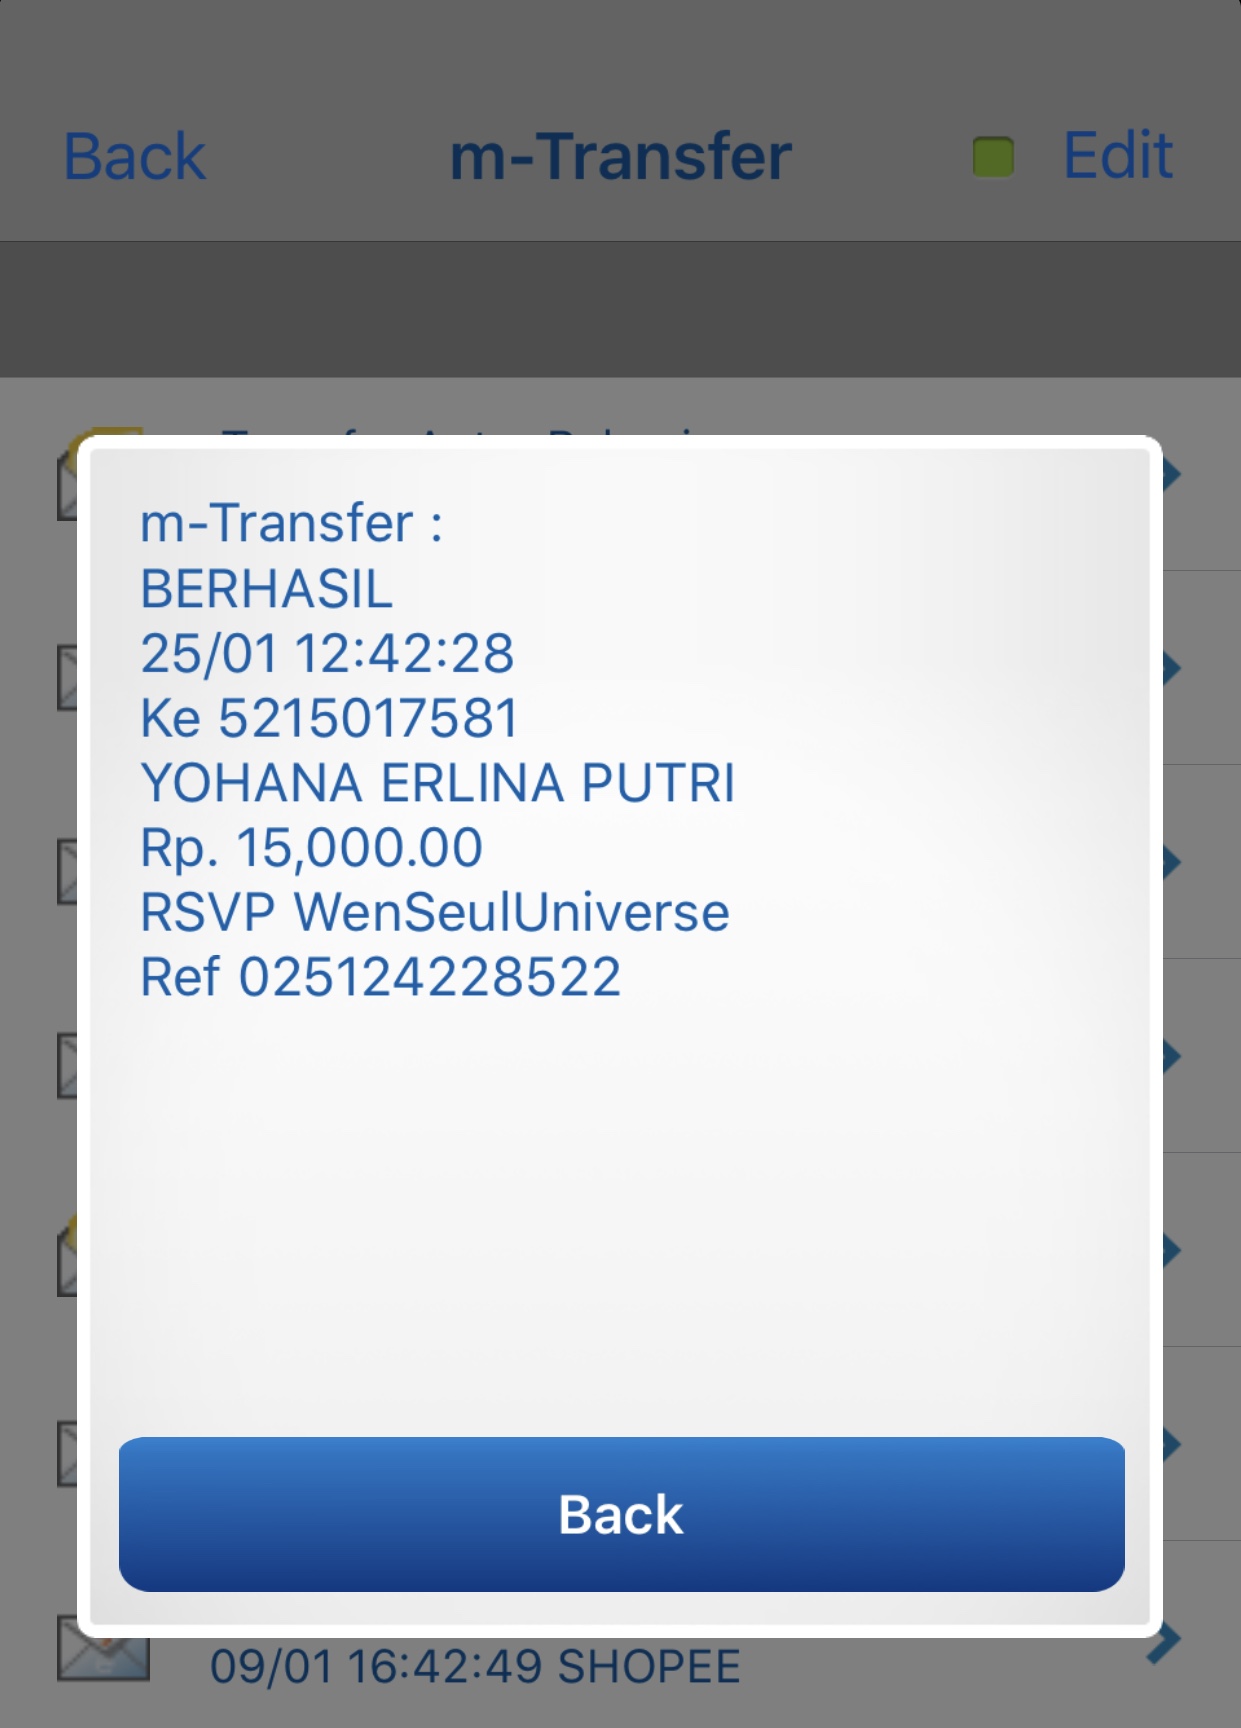 Back m-Transfer Edit
m-Transfer :
BERHASIL
25/01 12:42:28
Ke 5215017581
YOHANA ERLINA PUTRI
Rp. 15,000.00
RSVP WenSeulUniverse
Ref 025124228522
Back
09/01 16:42:49 SHOPEE